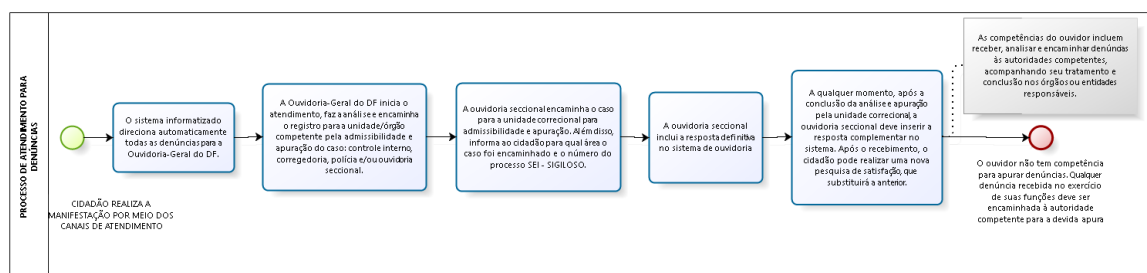 PROCESSO DE ATENDIMENTO PARA
DENÚNCIAS
CIDADÃO REALIZA A
MANIFESTAÇÃO POR MEIO DOS
CANAIS DE ATENDIMENTO
O sistema informatizado
direciona automaticamente
todas as denúncias para a
Ouvidoria-Geral do DF.
A Ouvidoria-Geral do DF inicia o
atendimento, faz a análise e encaminha
o registro para a unidade/órgão
competente pela admissibilidade e
apuração do caso: controle interno,
corregedoria, polícia e/ou ouvidoria
seccional.
A ouvidoria seccional encaminha o caso
para a unidade correcional para
admissibilidade e apuração. Além disso,
informa ao cidadão para qual área o
caso foi encaminhado e o número do
processo SEI - SIGILOSO.
A ouvidoria seccional
inclui a resposta definitiva
no sistema de ouvidoria
A qualquer momento, após a
conclusão da análise e apuração
pela unidade correcional, a
ouvidoria seccional deve inserir a
resposta complementar no
sistema. Após o recebimento, o
cidadão pode realizar uma nova
pesquisa de satisfação, que
substituirá a anterior.
As competências do ouvidor incluem
receber, analisar e encaminhar denúncias
às autoridades competentes,
acompanhando seu tratamento e
conclusão nos órgãos ou entidades
responsáveis.
O ouvidor não tem competência
para apurar denúncias. Qualquer
denúncia recebida no exercício
de suas funções deve ser
encaminhada à autoridade
competente para a devida apura